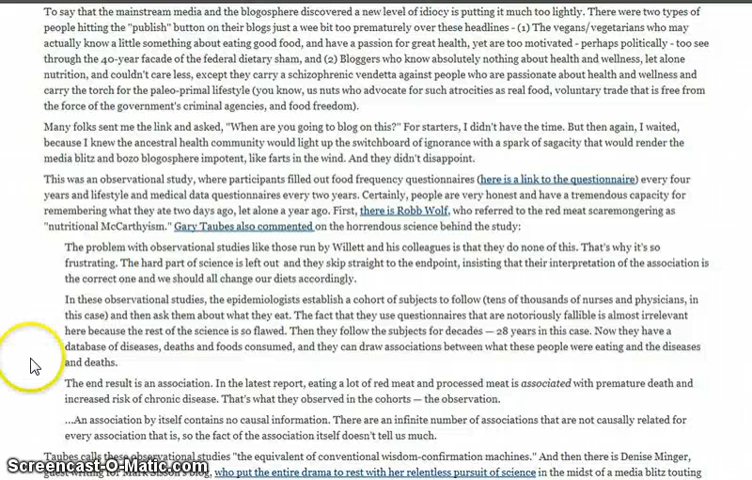 To say that the mainstream media and the blogosphere discovered a new level of idiocy is putting it much too lightly. There were two types of
people hitting the "publish" button on their blogs just a wee bit too prematurely over these headlines - (1) The vegans/vegetarians who may
actually know a little something about eating good food, and have a passion for great health, yet are too motivated - perhaps politically - too see
through the 40-year facade of the federal dietary sham, and (2) Bloggers who know absolutely nothing about health and wellness, let alone
nutrition, and couldn't care less, except they carry a schizophrenic vendetta against people who are passionate about health and wellness and
carry the torch for the paleo-primal lifestyle (you know, us nuts who advocate for such atrocities as real food, voluntary trade that is free from
the force of the government's criminal agencies, and food freedom).
Many folks sent me the link and asked, "When are you going to blog on this?" For starters, I didn't have the time. But then again, I waited,
because I knew the ancestral health community would light up the switchboard of ignorance with a spark of sagacity that would render the
media blitz and bozo blogosphere impotent, like farts in the wind. And they didn't disappoint.
This was an observational study, where participants filled out food frequency questionnaires (here is a link to the questionnaire) every four
years and lifestyle and medical data questionnaires every two years. Certainly, people are very honest and have a tremendous capacity for
remembering what they ate two days ago, let alone a year ago. First, there is Robb Wolf, who referred to the red meat scaremongering as
"nutritional McCarthyism." Gary Taubes also commented on the horrendous science behind the study:
The problem with observational studies like those run by Willett and his colleagues is that they do none of this. That's why it's so
frustrating. The hard part of science is left out and they skip straight to the endpoint, insisting that their interpretation of the association is
the correct one and we should all change our diets accordingly.
In these observational studies, the epidemiologists establish a cohort of subjects to follow (tens of thousands of nurses and physicians, in
this case) and then ask them about what they eat. The fact that they use questionnaires that are notoriously fallible is almost irrelevant
here because the rest of the science is so flawed. Then they follow the subjects for decades — 28 years in this case. Now they have a
database of diseases, deaths and foods consumed, and they can draw associations between what these people were eating and the diseases
and deaths.
The end result is an association. In the latest report, eating a lot of red meat and processed meat is associated with premature death and
increased risk of chronic disease. That's what they observed in the cohorts — the observation.
...An association by itself contains no causal information. There are an infinite number of associations that are not causally related for
every association that is, so the fact of the association itself doesn't tell us much.
Taubes calls these observational studies "the equivalent of conventional wisdom-confirmation machines." And then there is Denise Minger,
guest writing for Mark Sisson's blog, who put the entire drama to rest with her relentless pursuit of science in the midst of a media blitz touting
Screencast-O-Matic.com